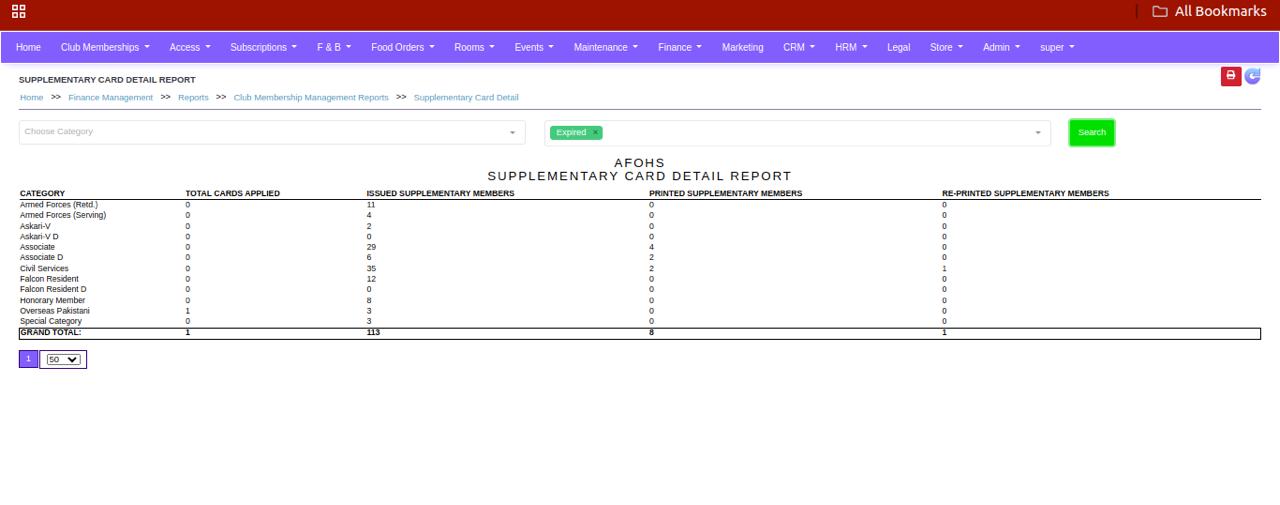 All Bookmarks
Home Club Memberships Access Subscriptions F & B Food Orders Rooms Events Maintenance Finance Marketing CRM HRM Legal Store Admin super
SUPPLEMENTARY CARD DETAIL REPORT
Home >> Finance Management >> Reports >> Club Membership Management Reports >> Supplementary Card Detail
Choose Category Expired × Search
AFOHS
SUPPLEMENTARY CARD DETAIL REPORT
CATEGORY TOTAL CARDS APPLIED ISSUED SUPPLEMENTARY MEMBERS PRINTED SUPPLEMENTARY MEMBERS RE-PRINTED SUPPLEMENTARY MEMBERS
Armed Forces (Retd.) 0 11 0 0
Armed Forces (Serving) 0 4 0 0
Askari-V 0 2 0 0
Askari-V D 0 0 0 0
Associate 0 29 4 0
Associate D 0 6 2 0
Civil Services 0 35 2 1
Falcon Resident 0 12 0 0
Falcon Resident D 0 0 0 0
Honorary Member 0 8 0 0
Overseas Pakistani 1 3 0 0
Special Category 0 3 0 0
GRAND TOTAL: 1 113 8 1
1 50